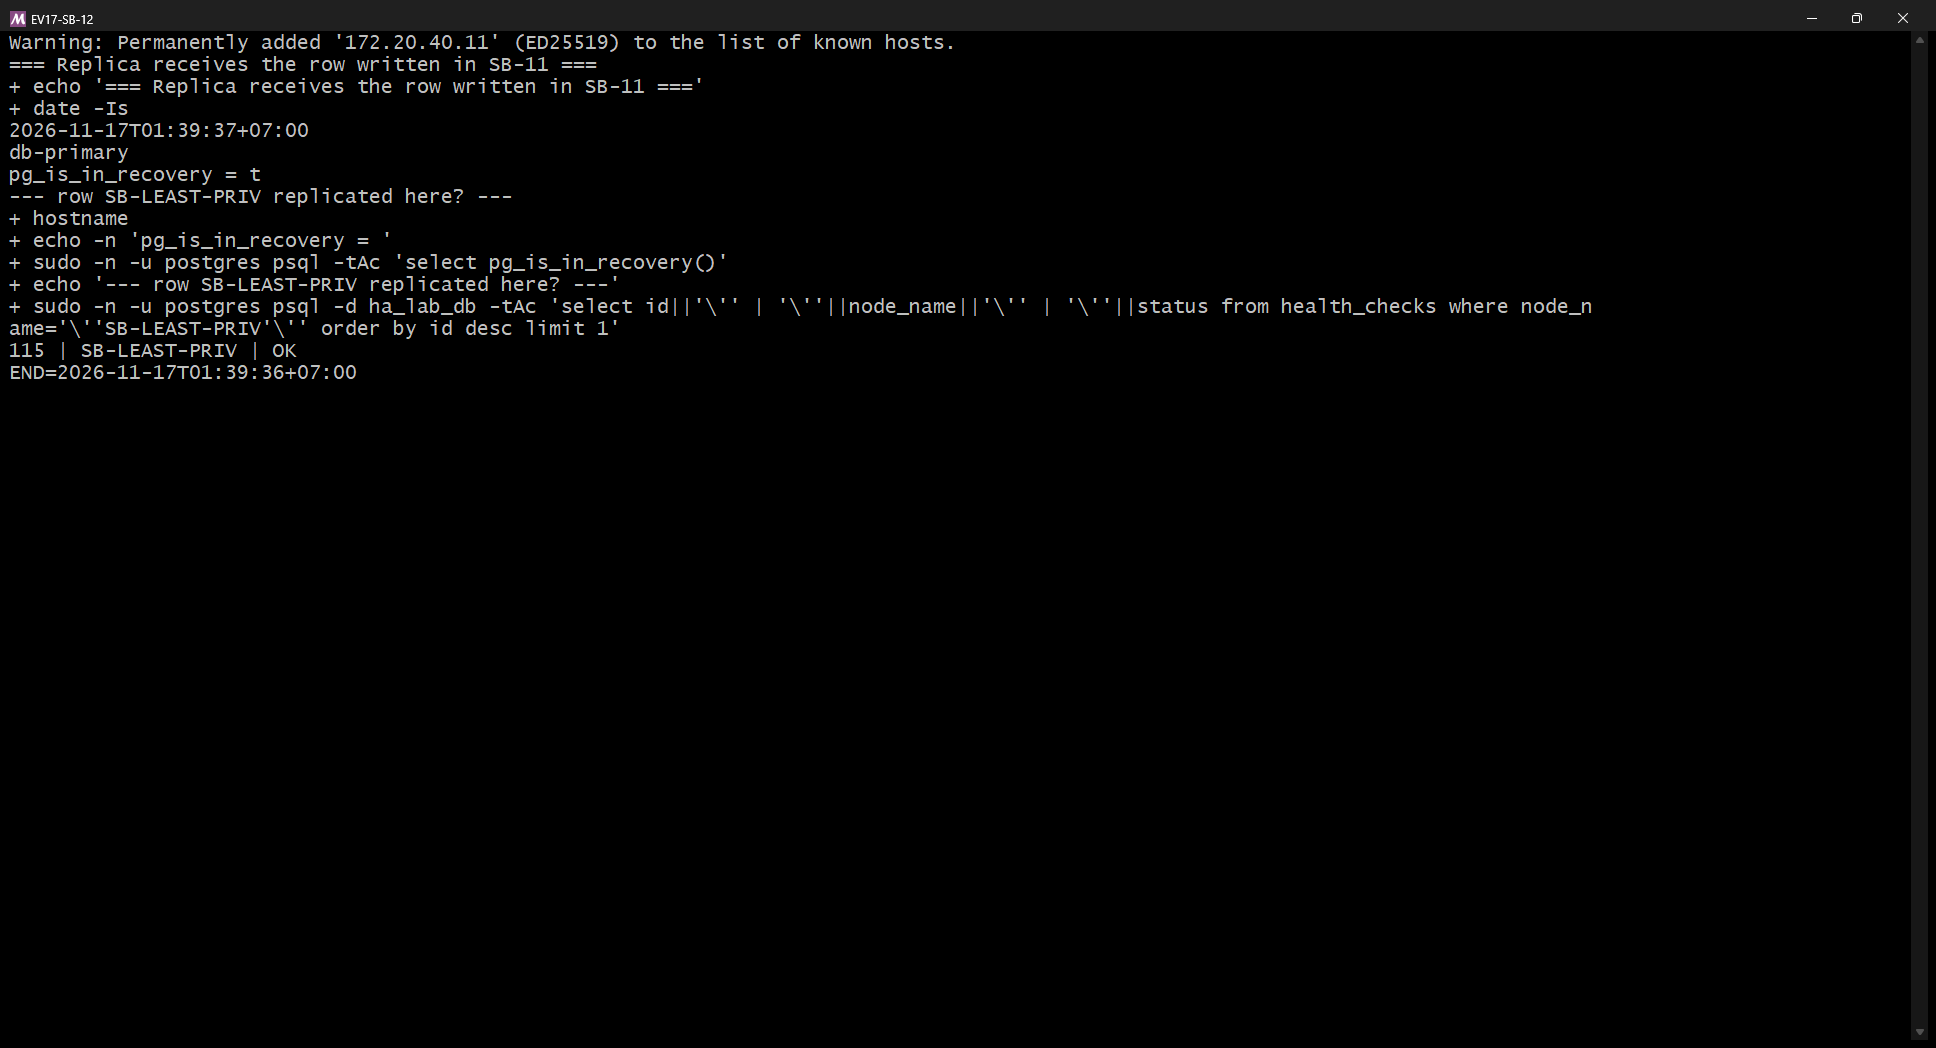 EV17-SB-12
Warning: Permanently added '172.20.40.11' (ED25519) to the list of known hosts.
=== Replica receives the row written in SB-11 ===
+ echo '=== Replica receives the row written in SB-11 ==='
+ date -Is
2026-11-17T01:39:37+07:00
db-primary
pg_is_in_recovery = t
--- row SB-LEAST-PRIV replicated here? ---
+ hostname
+ echo -n 'pg_is_in_recovery = '
+ sudo -n -u postgres psql -tAc 'select pg_is_in_recovery()'
+ echo '--- row SB-LEAST-PRIV replicated here? ---'
+ sudo -n -u postgres psql -d ha_lab_db -tAc 'select id||'\'' | '\''||node_name||'\'' | '\''||status from health_checks where node_n
ame='\''SB-LEAST-PRIV'\'' order by id desc limit 1'
115 | SB-LEAST-PRIV | OK
END=2026-11-17T01:39:36+07:00